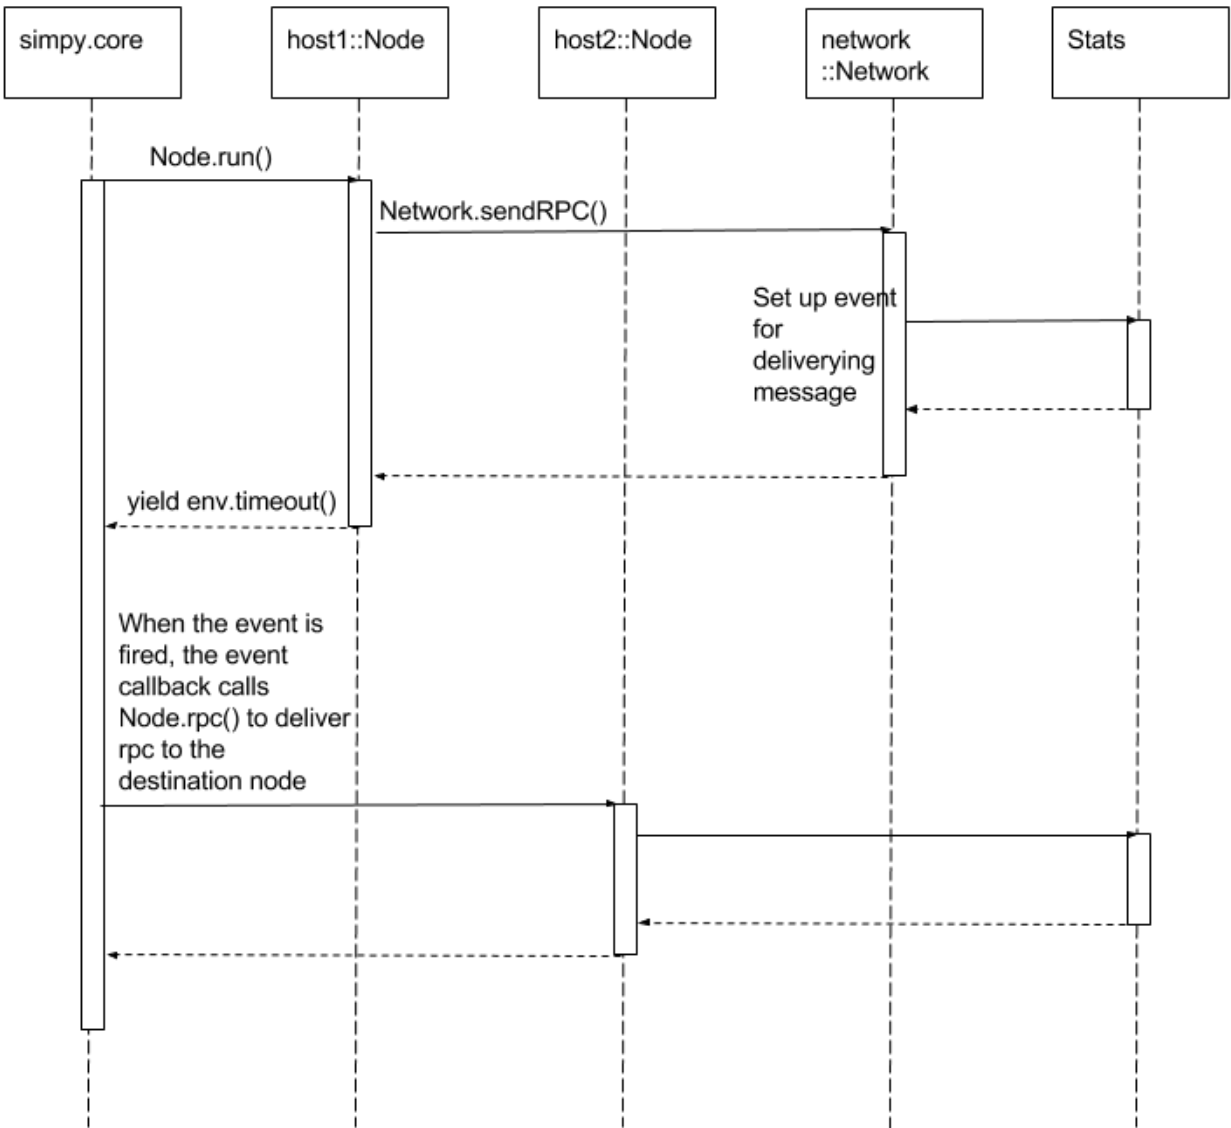 simpy.core
host1::Node
host2::Node
network
::Network
Stats
Node.run()
Network.sendRPC()
Set up event
for
deliverying
message
yield env.timeout()
When the event is
fired, the event
callback calls
Node.rpc() to deliver
rpc to the
destination node